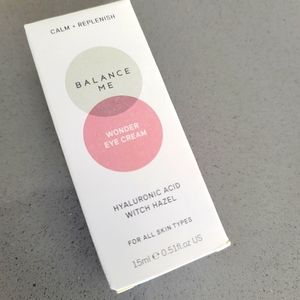 CALM + REPLENISH
BALANCE
ME
WONDER
EYE CREAM
HYALURONIC ACID
WITCH HAZEL
FOR ALL SKIN TYPES
15ml ℮ 0.51fl.oz US